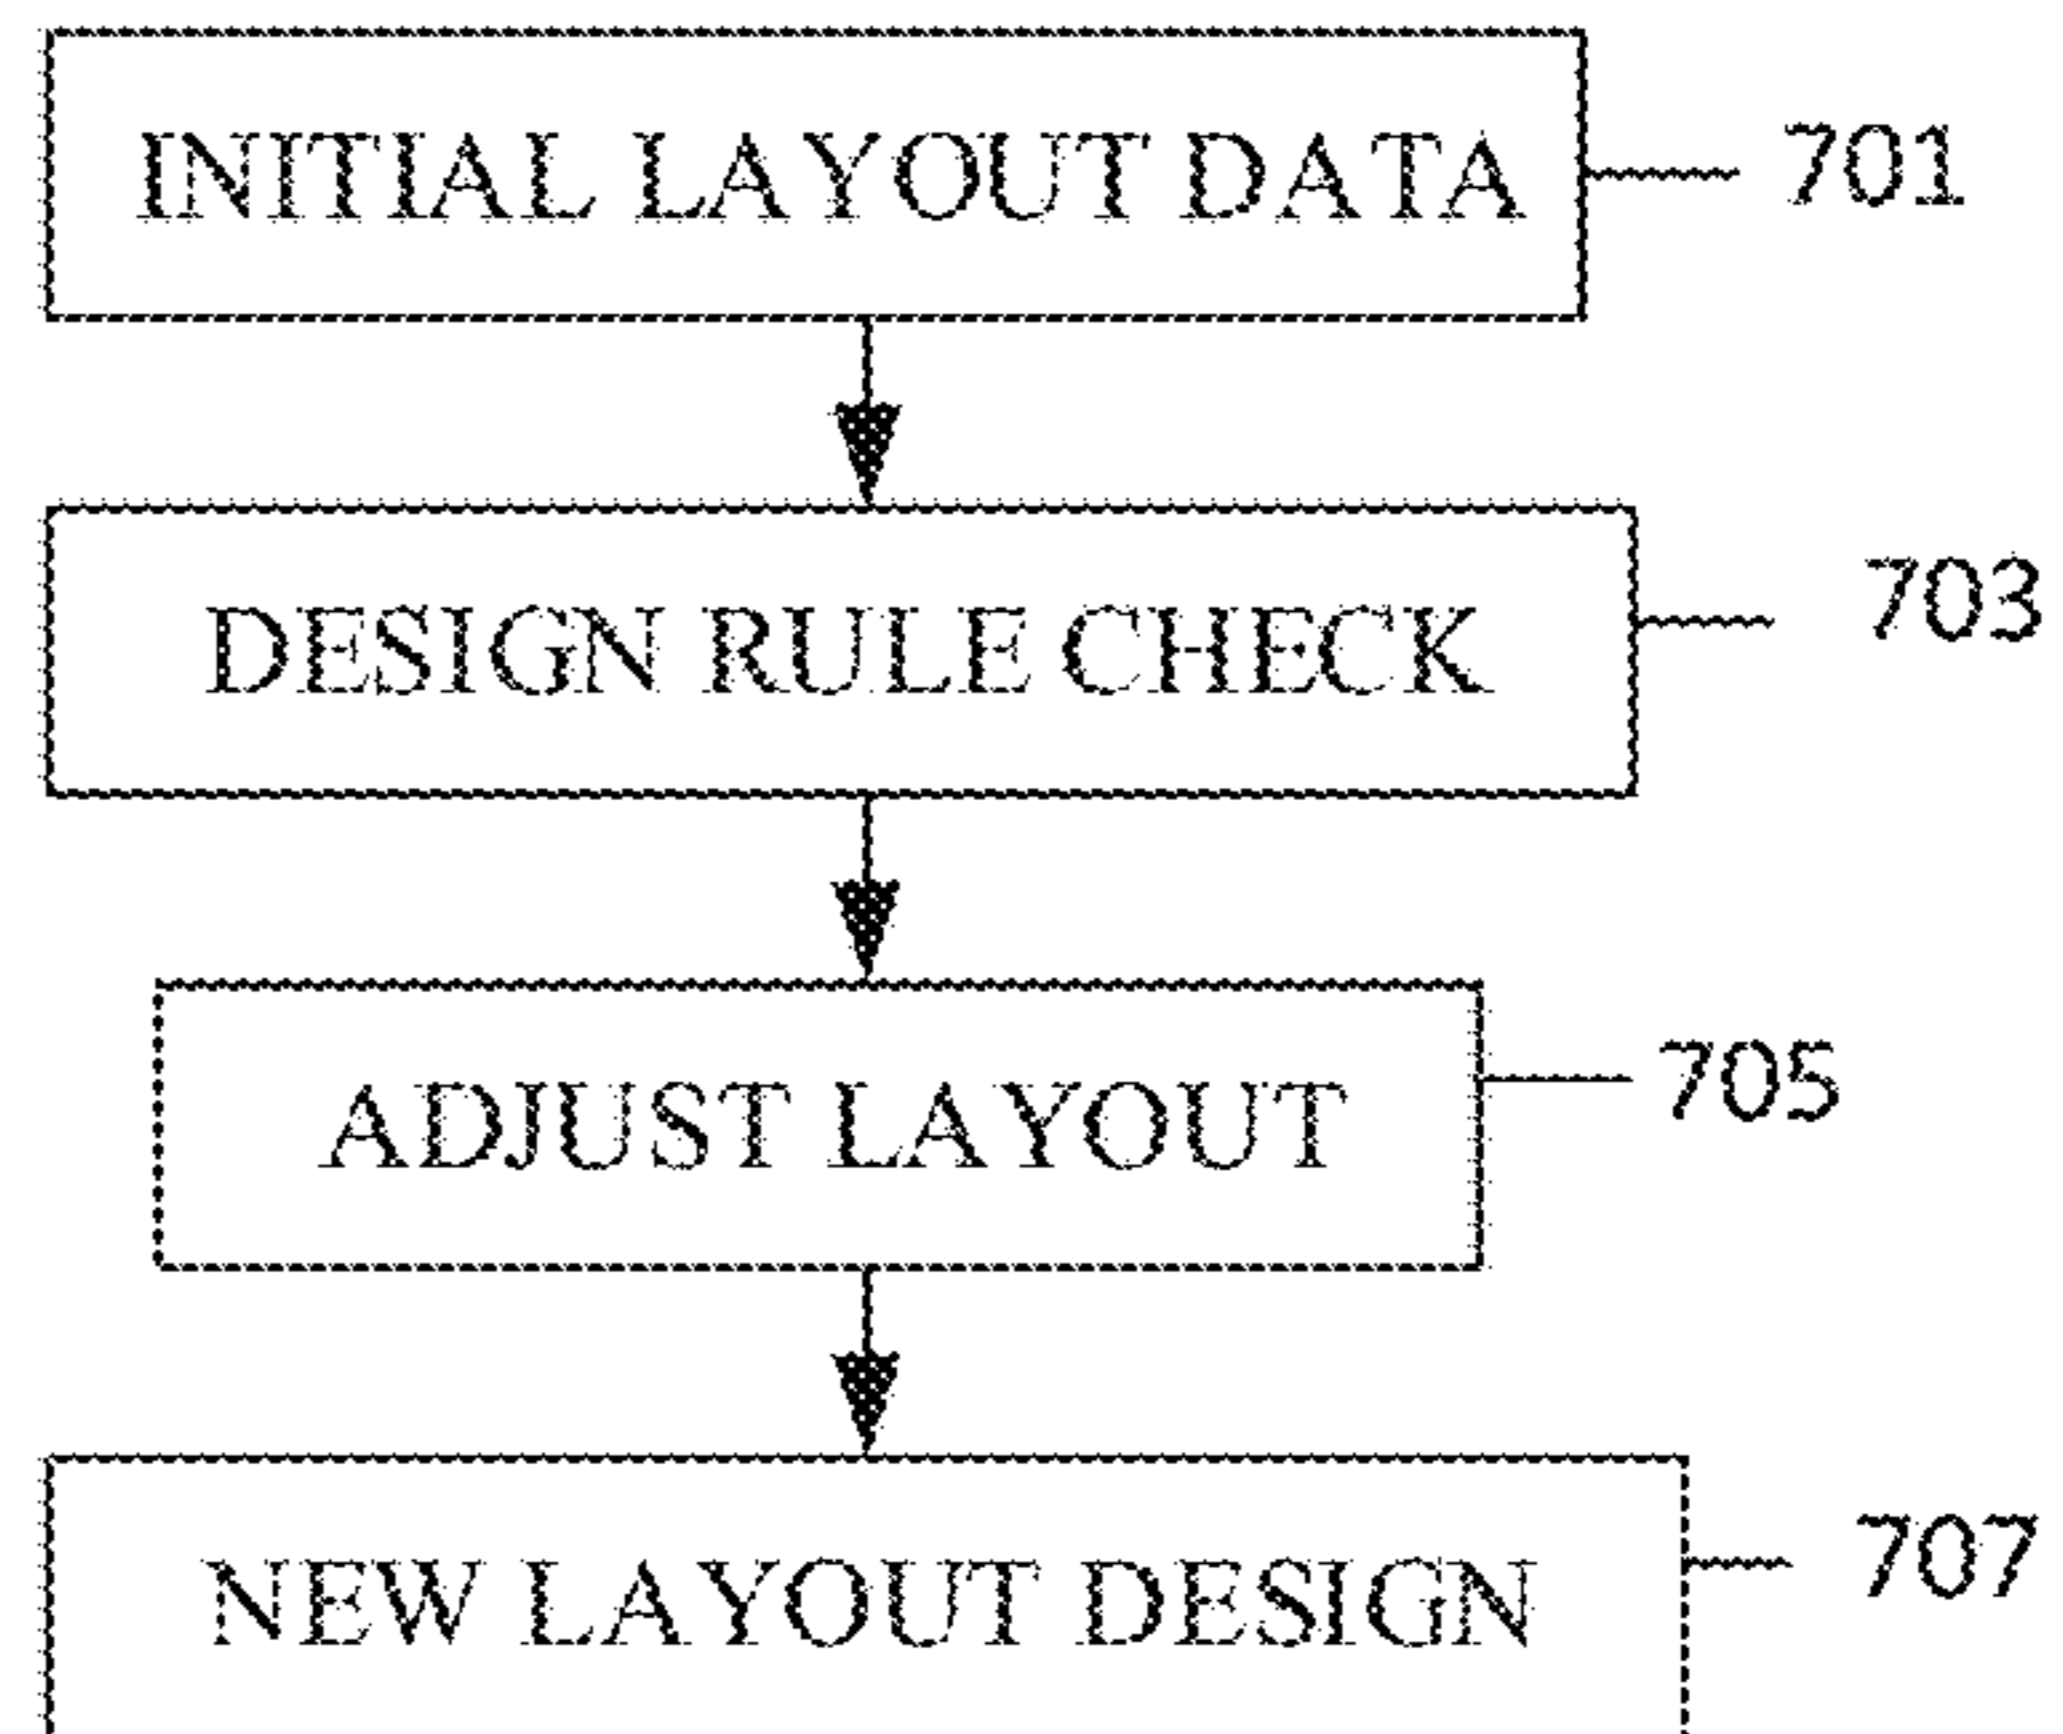 INITIAL LAYOUT DATA
701
DESIGN RULE CHECK
703
ADJUST LAYOUT
705
NEW LAYOUT DESIGN
707